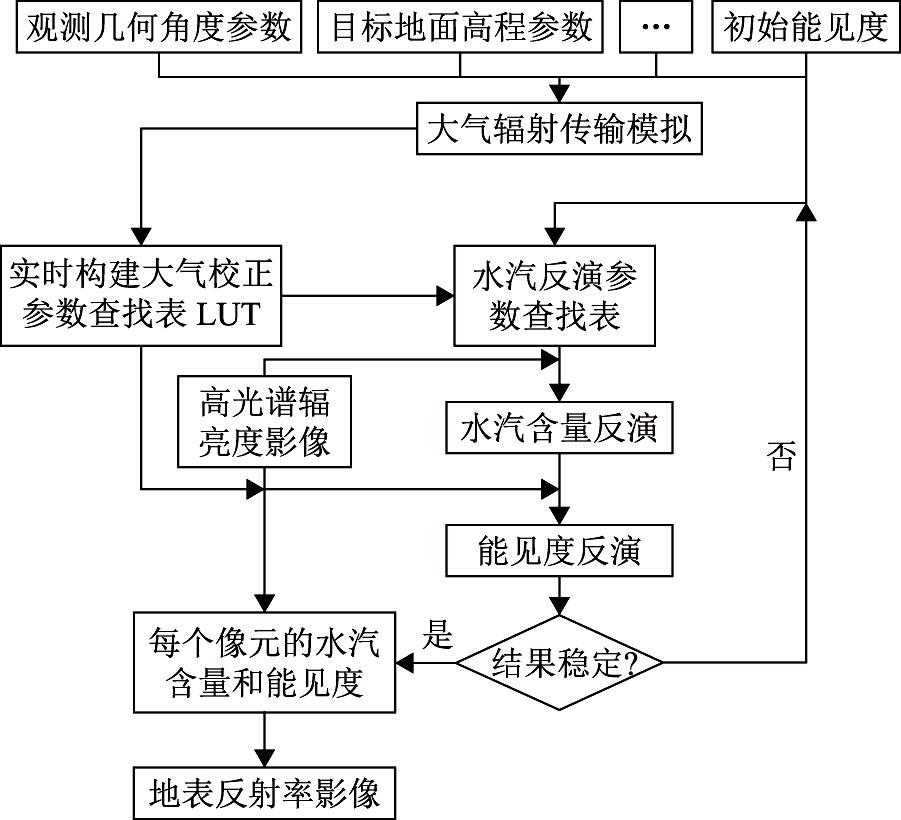 观测几何角度参数
目标地面高程参数
…
初始能见度
大气辐射传输模拟
实时构建大气校正
参数查找表 LUT
水汽反演参
数查找表
高光谱辐
亮度影像
水汽含量反演
否
能见度反演
每个像元的水汽
含量和能见度
是
结果稳定?
地表反射率影像